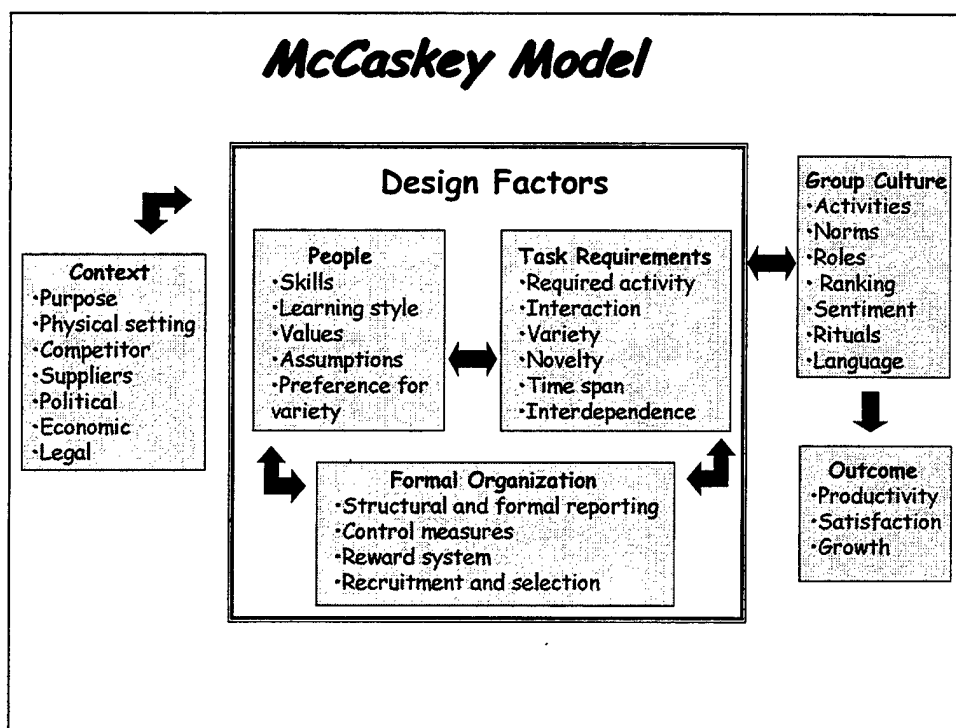 McCaskey Model
Design Factors
Context
•Purpose
•Physical setting
•Competitor
•Suppliers
•Political
•Economic
•Legal
People
•Skills
•Learning style
•Values
•Assumptions
•Preference for
variety
Task Requirements
•Required activity
•Interaction
•Variety
•Novelty
•Time span
•Interdependence
Formal Organization
•Structural and formal reporting
•Control measures
•Reward system
•Recruitment and selection
Group Culture
•Activities
•Norms
•Roles
• Ranking
•Sentiment
•Rituals
•Language
Outcome
•Productivity
•Satisfaction
•Growth